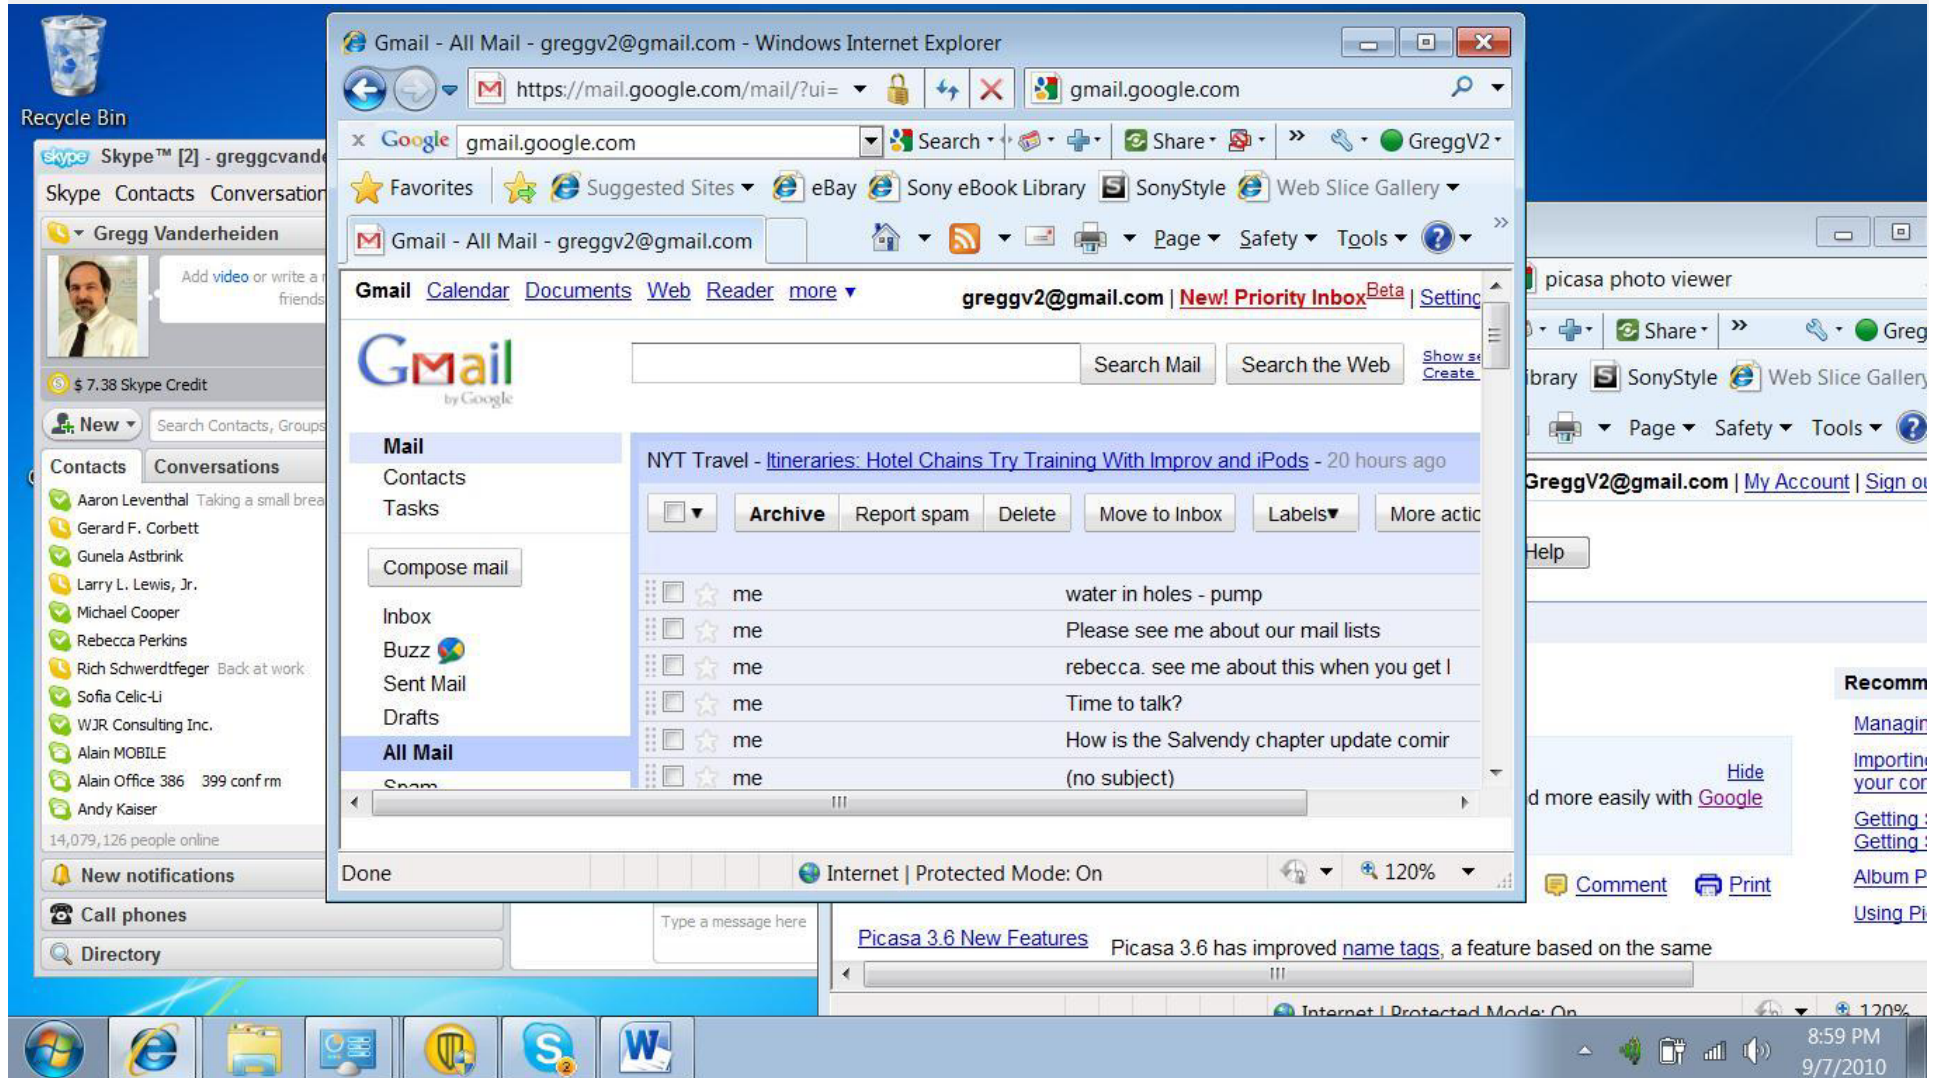 Recycle Bin
Skype™ [2] - greggcvande
Skype Contacts Conversation
Gregg Vanderheiden
Add video or write a
friends
$ 7.38 Skype Credit
New
Search Contacts, Groups
Contacts Conversations
Aaron Leventhal Taking a small brea
Gerard F. Corbett
Gunela Astbrink
Larry L. Lewis, Jr.
Michael Cooper
Rebecca Perkins
Rich Schwerdtfeger Back at work
Sofia Celic-Li
WJR Consulting Inc.
Alain MOBILE
Alain Office 386 399 conf rm
Andy Kaiser
14,079,126 people online
New notifications
Call phones
Directory
Type a message here
Gmail - All Mail - greggv2@gmail.com - Windows Internet Explorer
https://mail.google.com/mail/?ui= gmail.google.com
x Google gmail.google.com Search Share GreggV2
Favorites Suggested Sites eBay Sony eBook Library SonyStyle Web Slice Gallery
Gmail - All Mail - greggv2@gmail.com Page Safety Tools
Gmail Calendar Documents Web Reader more greggv2@gmail.com | New! Priority Inbox Beta | Setting
Gmail by Google
Search Mail Search the Web Show se
Create
Mail
Contacts
Tasks
Compose mail
Inbox
Buzz
Sent Mail
Drafts
All Mail
Spam
NYT Travel - Itineraries: Hotel Chains Try Training With Improv and iPods - 20 hours ago
Archive Report spam Delete Move to Inbox Labels More actio
me water in holes - pump
me Please see me about our mail lists
me rebecca. see me about this when you get
me Time to talk?
me How is the Salvendy chapter update comin
me (no subject)
Done Internet | Protected Mode: On 120%
picasa photo viewer
Share Greg
ibrary SonyStyle Web Slice Gallery
Page Safety Tools
GreggV2@gmail.com | My Account | Sign ou
Help
Recomm
Managin
Importing
your cor
Getting
Getting
Album P
Using Pi
Hide
d more easily with Google
Comment Print
Picasa 3.6 New Features Picasa 3.6 has improved name tags, a feature based on the same
Internet | Protected Mode: On 120%
2
8:59 PM
9/7/2010